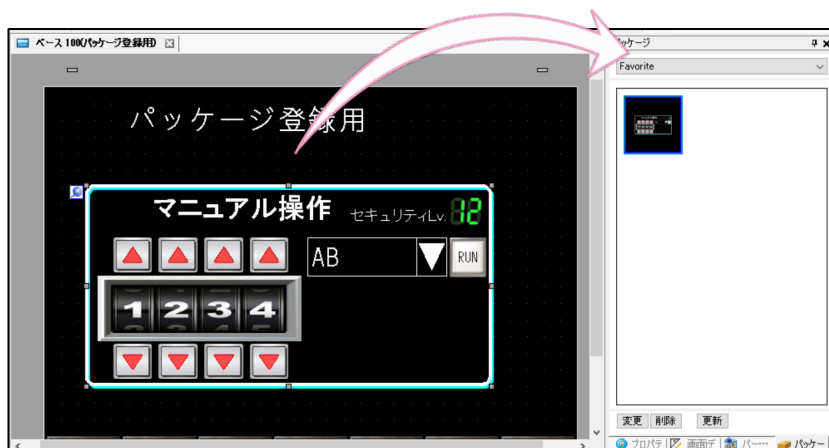 ベース 100(パッケージ登録用)
パッケージ
Favorite
パッケージ登録用
マニュアル操作 セキュリティLv. 12
AB RUN
1 2 3 4
変更 削除 更新
プロパテ 画面デ パー… パッケー